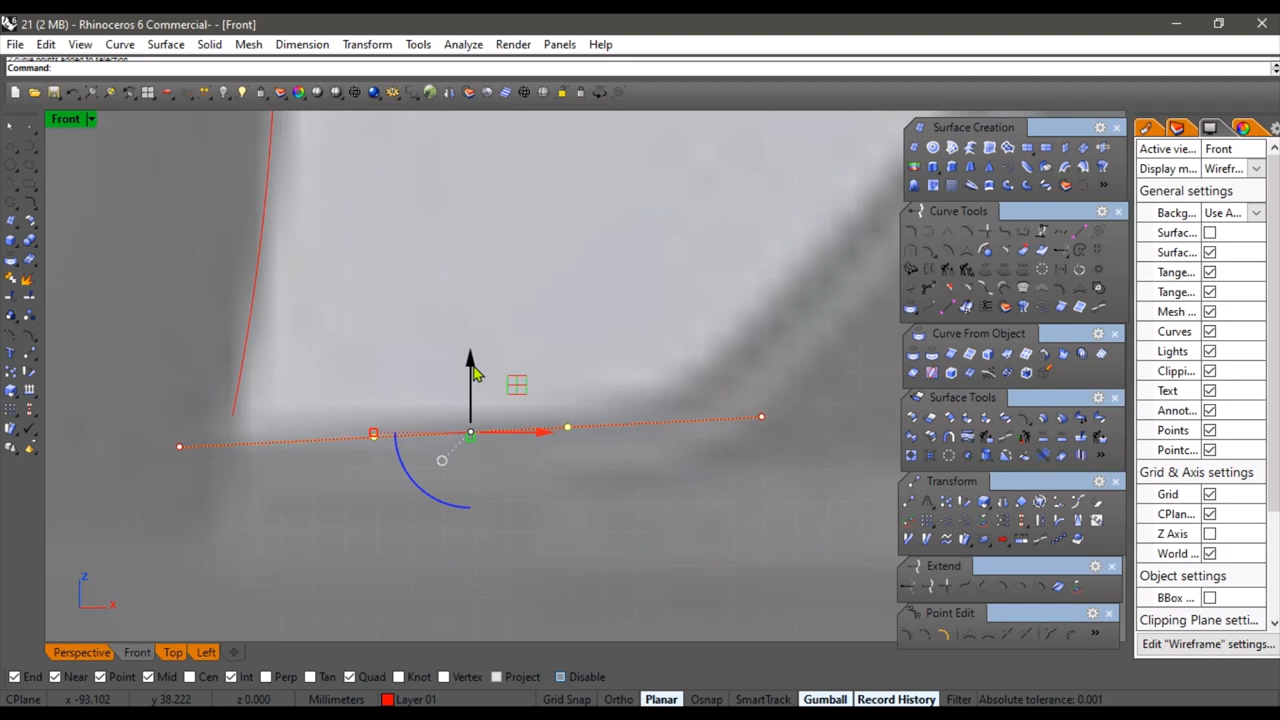 21 (2 MB) - Rhinoceros 6 Commercial- - [Front]
File Edit View Curve Surface Solid Mesh Dimension Transform Tools Analyze Render Panels Help
2 curve points added to selection.
Command:
Front
Surface Creation
Curve Tools
Curve From Object
Surface Tools
Transform
Extend
Point Edit
Active vie... Front
Display m... Wirefr...
General settings
Backg... Use A...
Surfac...
Surfac...
Tange...
Tange...
Mesh ...
Curves
Lights
Clippi...
Text
Annot...
Points
Pointc...
Grid & Axis settings
Grid
CPlan...
Z Axis
World ...
Object settings
BBox ...
Clipping Plane setti...
Edit "Wireframe" settings...
z
x
Perspective Front Top Left
End Near Point Mid Cen Int Perp Tan Quad Knot Vertex Project Disable
CPlane x -93.102 y 38.222 z 0.000 Millimeters Layer 01 Grid Snap Ortho Planar Osnap SmartTrack Gumball Record History Filter Absolute tolerance: 0.001